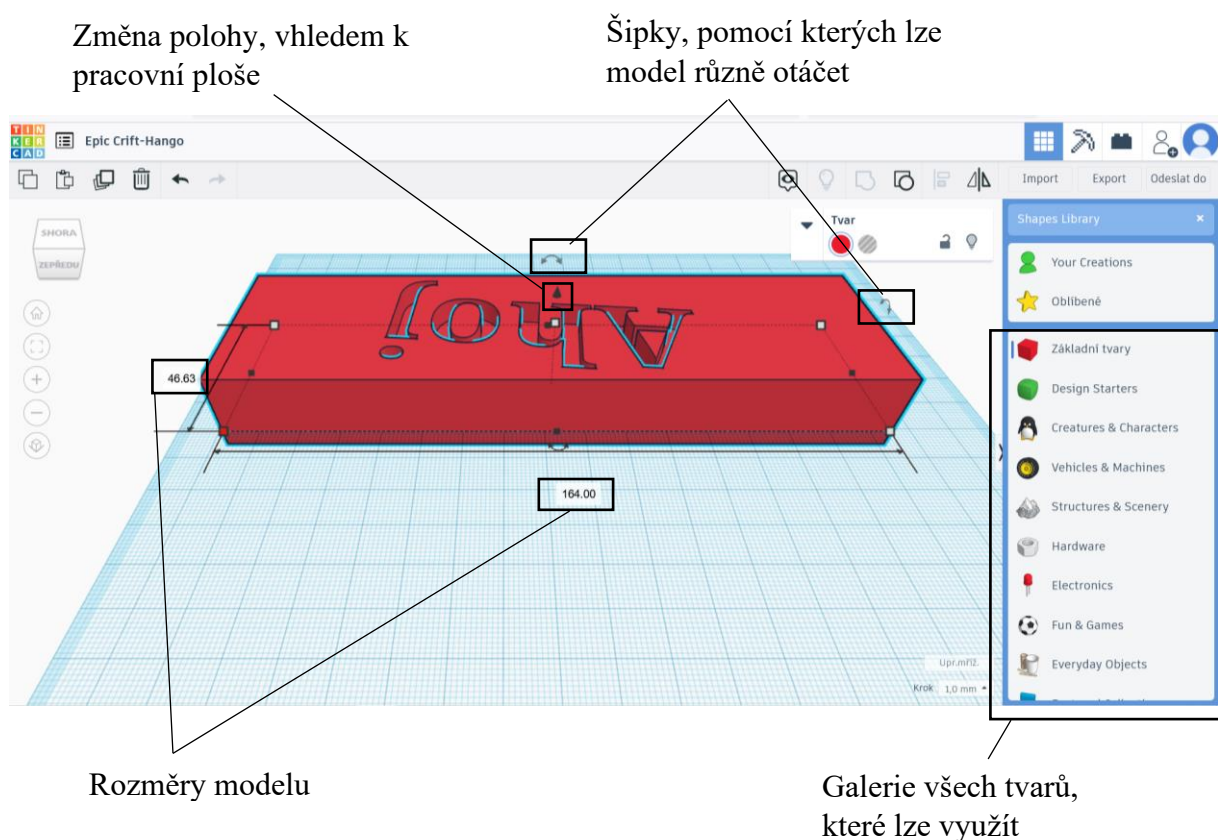 Změna polohy, vhledem k
pracovní ploše
Šipky, pomocí kterých lze
model různě otáčet
TIN
KER
CAD
Epic Crift-Hango
Import
Export
Odeslat do
SHORA
ZEPŘEDU
Tvar
Shapes Library
×
Your Creations
Oblíbené
Základní tvary
Design Starters
Creatures & Characters
Vehicles & Machines
Structures & Scenery
Hardware
Electronics
Fun & Games
Everyday Objects
Ahoj
46.63
164.00
Upr.mříž.
Krok 1,0 mm
Rozměry modelu
Galerie všech tvarů,
které lze využít